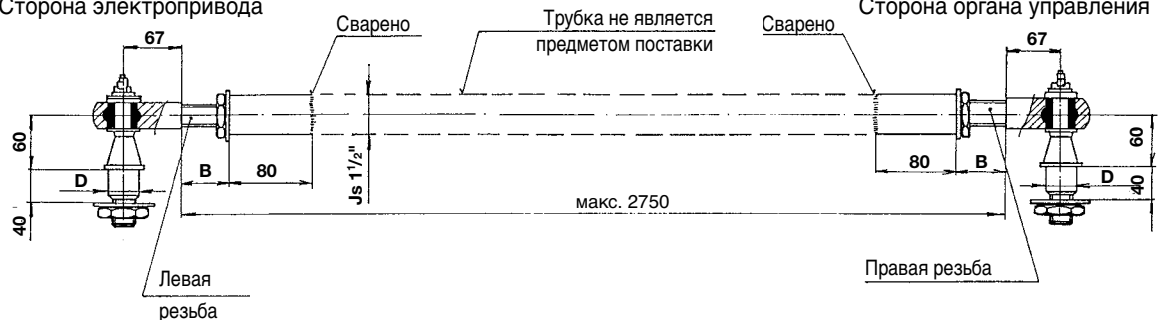 Сторона электропривода
Сторона органа управления
Сварено
Трубка не является
предметом поставки
Сварено
67
67
60
D
40
B
80
Js 1 1/2"
80
B
60
D
40
макс. 2750
Левая
резьба
Правая резьба